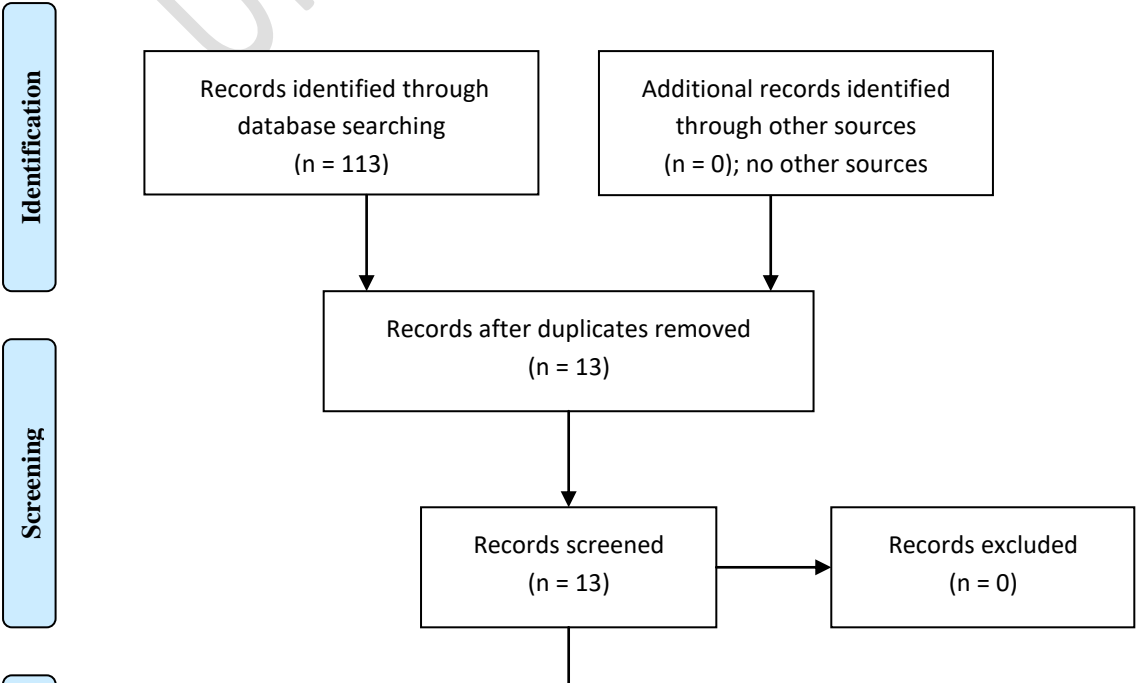 Identification
Records identified through
database searching
(n = 113)
Additional records identified
through other sources
(n = 0); no other sources
Records after duplicates removed
(n = 13)
Screening
Records screened
(n = 13)
Records excluded
(n = 0)